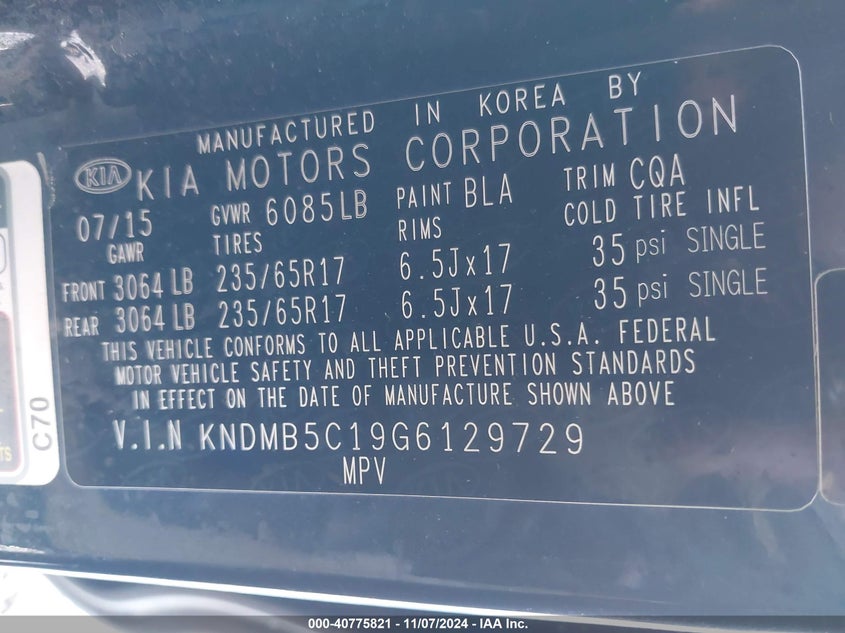 MANUFACTURED IN KOREA BY
KIA KIA MOTORS CORPORATION
07/15 GVWR 6085LB PAINT BLA TRIM CQA
GAWR TIRES RIMS COLD TIRE INFL
FRONT 3064 LB 235/65R17 6.5Jx17 35 psi SINGLE
REAR 3064 LB 235/65R17 6.5Jx17 35 psi SINGLE
THIS VEHICLE CONFORMS TO ALL APPLICABLE U.S.A. FEDERAL
MOTOR VEHICLE SAFETY AND THEFT PREVENTION STANDARDS
IN EFFECT ON THE DATE OF MANUFACTURE SHOWN ABOVE
V.I.N KNDMB5C19G6129729
MPV
C70
000-40775821 - 11/07/2024 - IAA Inc.